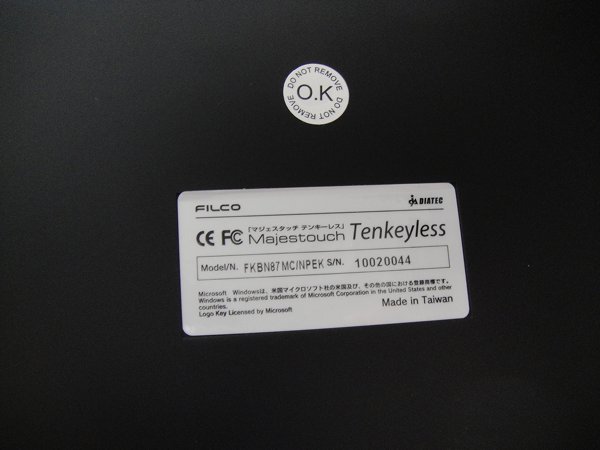 DO NOT REMOVE
O.K
DO NOT REMOVE
FILCO
DIATEC
CE FC 「マジェスタッチ テンキーレス」
Majestouch Tenkeyless
Model/N. FKBN87MC/NPEK S/N. 10020044
Microsoft Windowsは、米国マイクロソフト社の米国及び、その他の国における登録商標です。
Windows is a registered trademark of Microsoft Corporation in the United States and other
countries.
Logo Key Licensed by Microsoft
Made in Taiwan